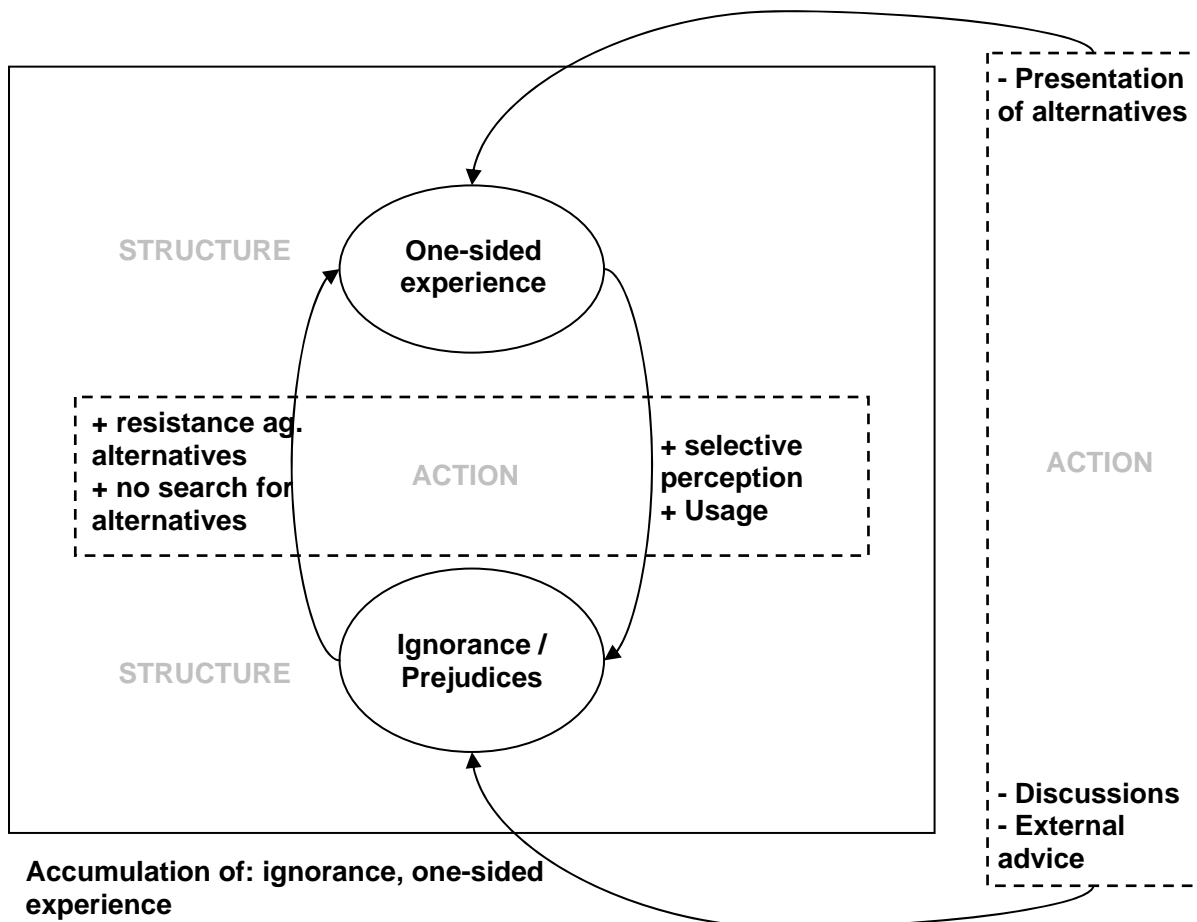 - Presentation
of alternatives
STRUCTURE
One-sided
experience
+ resistance ag.
alternatives
+ no search for
alternatives
ACTION
+ selective
perception
+ Usage
ACTION
STRUCTURE
Ignorance /
Prejudices
- Discussions
- External
advice
Accumulation of: ignorance, one-sided
experience